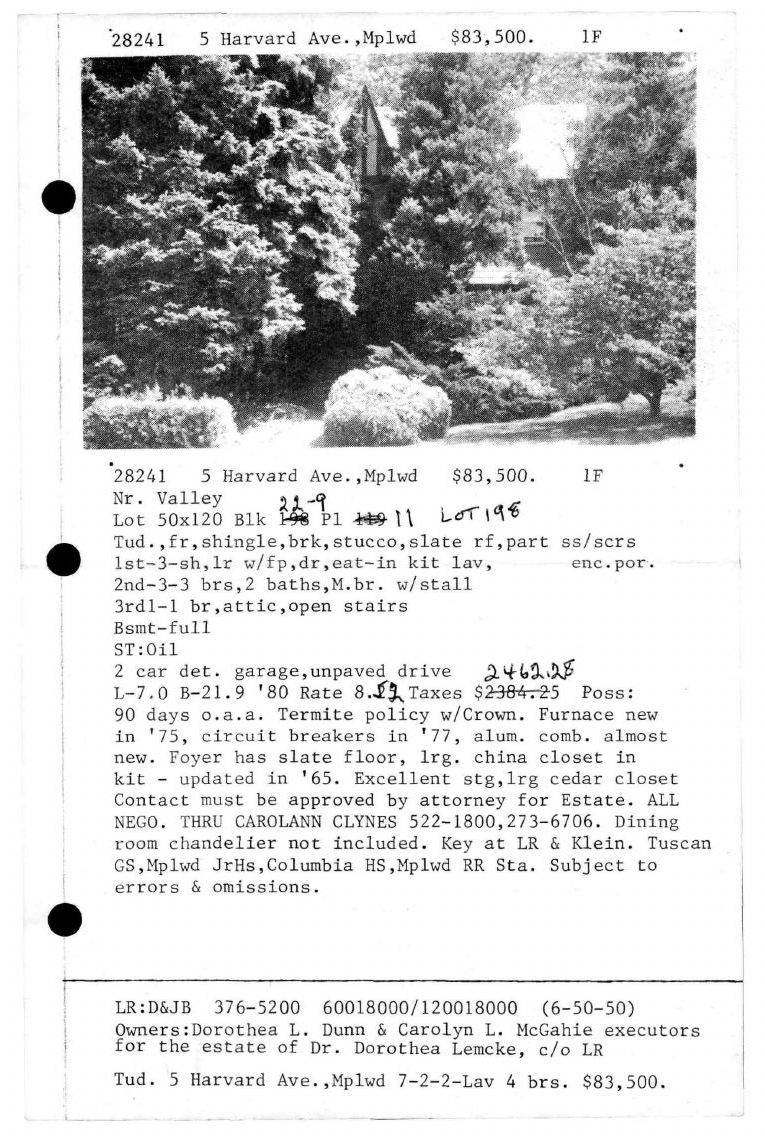 28241 5 Harvard Ave.,Mplwd $83,500. 1F
28241 5 Harvard Ave.,Mplwd $83,500. 1F
Nr. Valley
22-9
Lot 50x120 Blk 198 Pl 119 11 LOT 198
Tud.,fr,shingle,brk,stucco,slate rf,part ss/scrs
1st-3-sh,lr w/fp,dr,eat-in kit lav, enc.por.
2nd-3-3 brs,2 baths,M.br. w/stall
3rd1-1 br,attic,open stairs
Bsmt-full
ST:Oil
2 car det. garage,unpaved drive 2462.28
L-7.0 B-21.9 '80 Rate 8. Taxes $2384.25 Poss:
90 days o.a.a. Termite policy w/Crown. Furnace new
in '75, circuit breakers in '77, alum. comb. almost
new. Foyer has slate floor, lrg. china closet in
kit - updated in '65. Excellent stg,lrg cedar closet
Contact must be approved by attorney for Estate. ALL
NEGO. THRU CAROLANN CLYNES 522-1800,273-6706. Dining
room chandelier not included. Key at LR & Klein. Tuscan
GS,Mplwd JrHs,Columbia HS,Mplwd RR Sta. Subject to
errors & omissions.
LR:D&JB 376-5200 60018000/120018000 (6-50-50)
Owners:Dorothea L. Dunn & Carolyn L. McGahie executors
for the estate of Dr. Dorothea Lemcke, c/o LR
Tud. 5 Harvard Ave.,Mplwd 7-2-2-Lav 4 brs. $83,500.